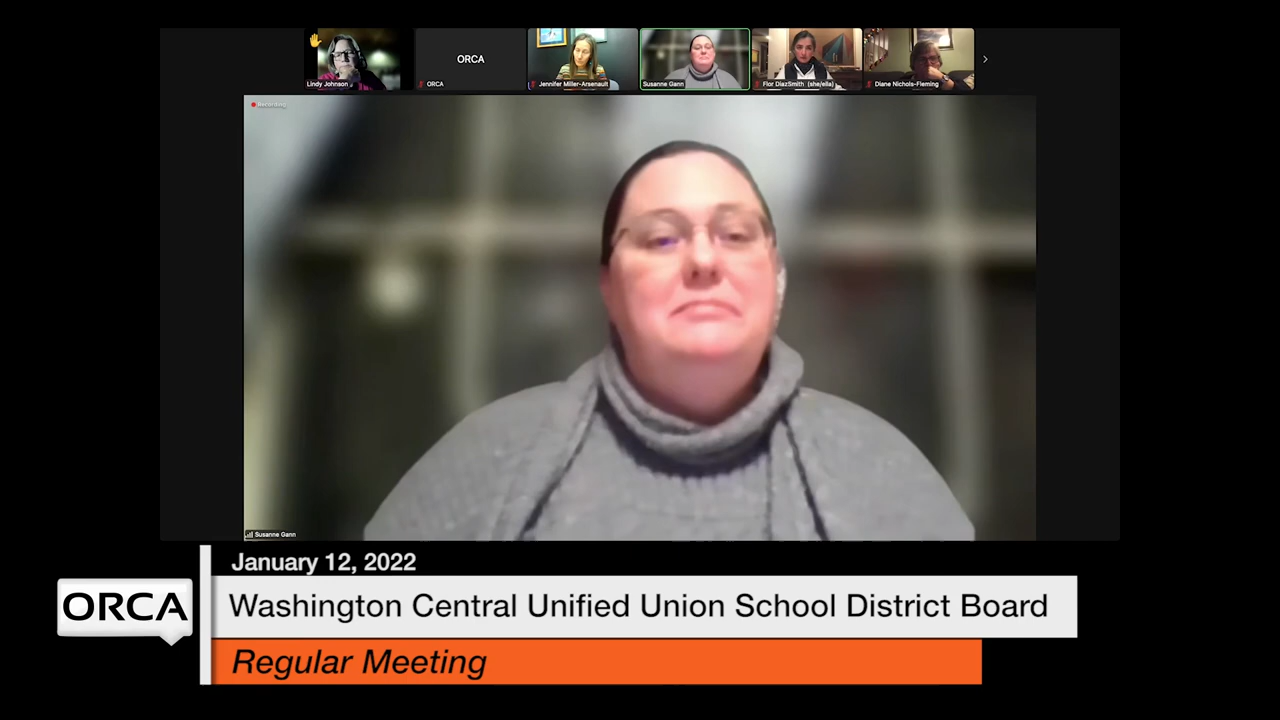 Lindy Johnson
ORCA
ORCA
Jennifer Miller-Arsenault
Susanne Gann
Flor DiazSmith (she/ella)
Diane Nichols-Fleming
Recording
Susanne Gann
January 12, 2022
ORCA
Washington Central Unified Union School District Board
Regular Meeting